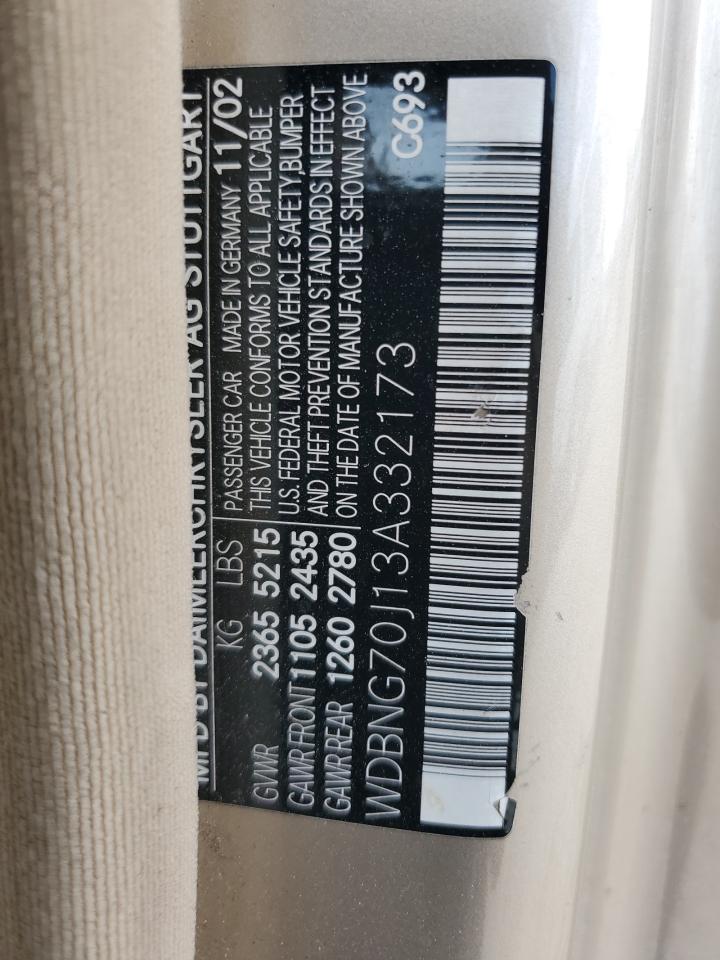 MFD BY DAIMLERCHRYSLER AG STUTTGART
KG LBS
GVWR 2365 5215
GAWR FRONT 1105 2435
GAWR REAR 1260 2780
PASSENGER CAR MADE IN GERMANY 11/02
THIS VEHICLE CONFORMS TO ALL APPLICABLE
U.S. FEDERAL MOTOR VEHICLE SAFETY,BUMPER
AND THEFT PREVENTION STANDARDS IN EFFECT
ON THE DATE OF MANUFACTURE SHOWN ABOVE
WDBNG70J13A332173
C693